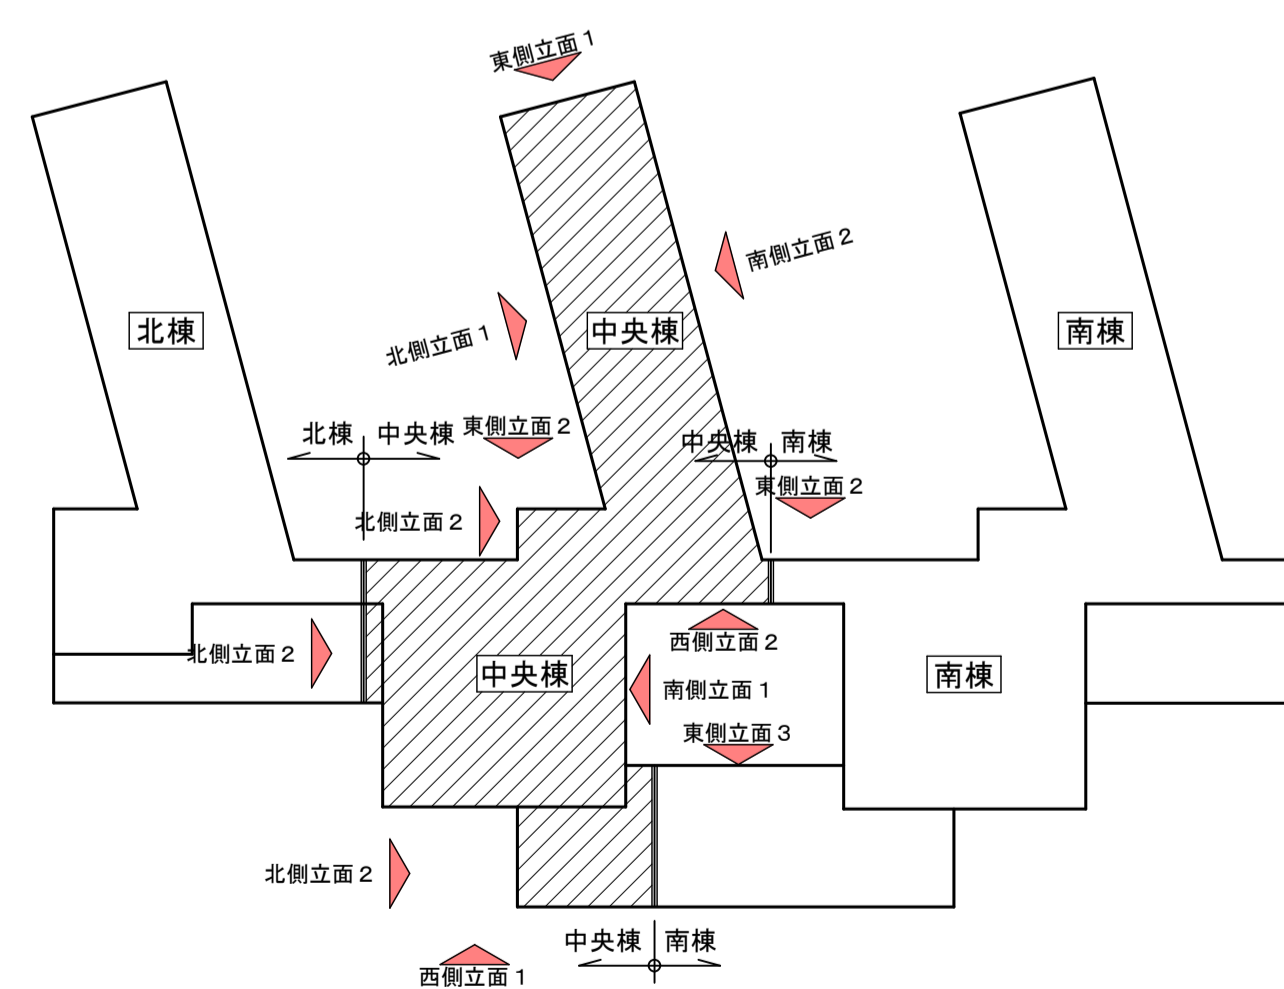 東側立面１
南側立面２
北棟
中央棟
南棟
北側立面１
東側立面２
北棟 中央棟
中央棟 南棟
東側立面２
北側立面２
北側立面２
西側立面２
中央棟
南側立面１
南棟
東側立面３
北側立面２
中央棟 南棟
西側立面１